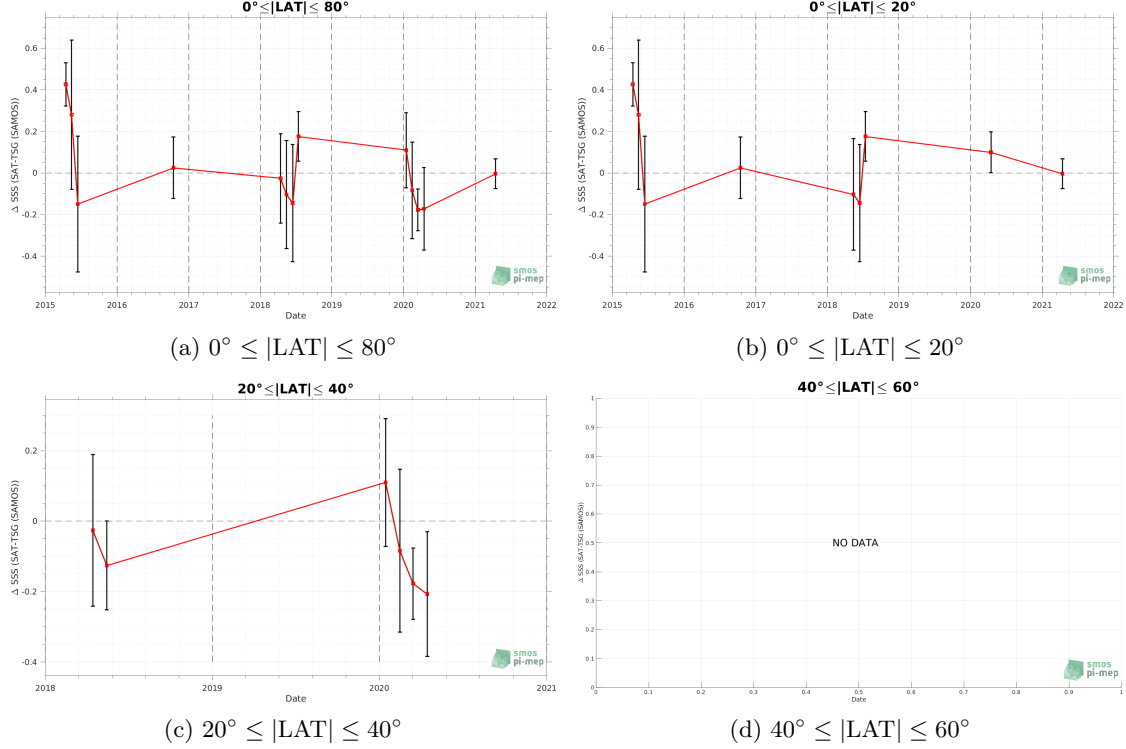 0°≤|LAT|≤ 80°
Δ SSS (SAT-TSG (SAMOS))
0.6
0.4
0.2
0
-0.2
-0.4
2015 2016 2017 2018 2019 2020 2021 2022
Date
smos
pi-mep
(a) 0° ≤ |LAT| ≤ 80°
0°≤|LAT|≤ 20°
Δ SSS (SAT-TSG (SAMOS))
0.6
0.4
0.2
0
-0.2
-0.4
2015 2016 2017 2018 2019 2020 2021 2022
Date
smos
pi-mep
(b) 0° ≤ |LAT| ≤ 20°
20°≤|LAT|≤ 40°
Δ SSS (SAT-TSG (SAMOS))
0.2
0
-0.2
-0.4
2018 2019 2020 2021
Date
smos
pi-mep
(c) 20° ≤ |LAT| ≤ 40°
40°≤|LAT|≤ 60°
Δ SSS (SAT-TSG (SAMOS))
1
0.9
0.8
0.7
0.6
0.5
0.4
0.3
0.2
0.1
0
NO DATA
0 0.1 0.2 0.3 0.4 0.5 0.6 0.7 0.8 0.9 1
Date
smos
pi-mep
(d) 40° ≤ |LAT| ≤ 60°